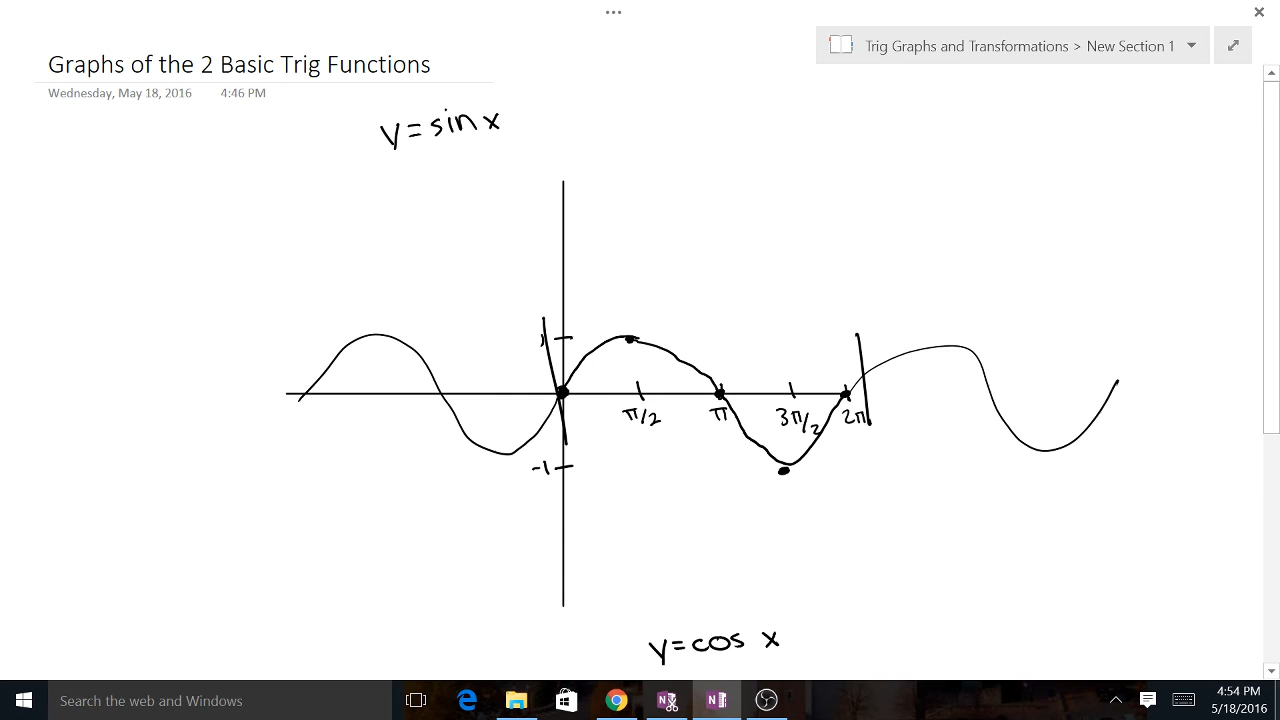 Trig Graphs and Transformations > New Section 1
Graphs of the 2 Basic Trig Functions
Wednesday, May 18, 2016 4:46 PM
y=sin x
1
π/2 π 3π/2 2π
-1
y=cos x
Search the web and Windows
4:54 PM
5/18/2016